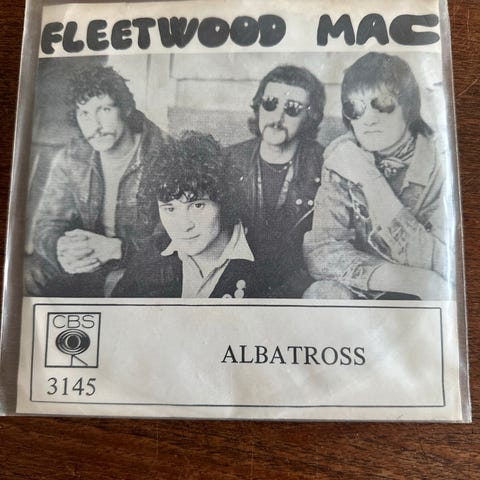 FLEETWOOD MAC
CBS
3145
ALBATROSS